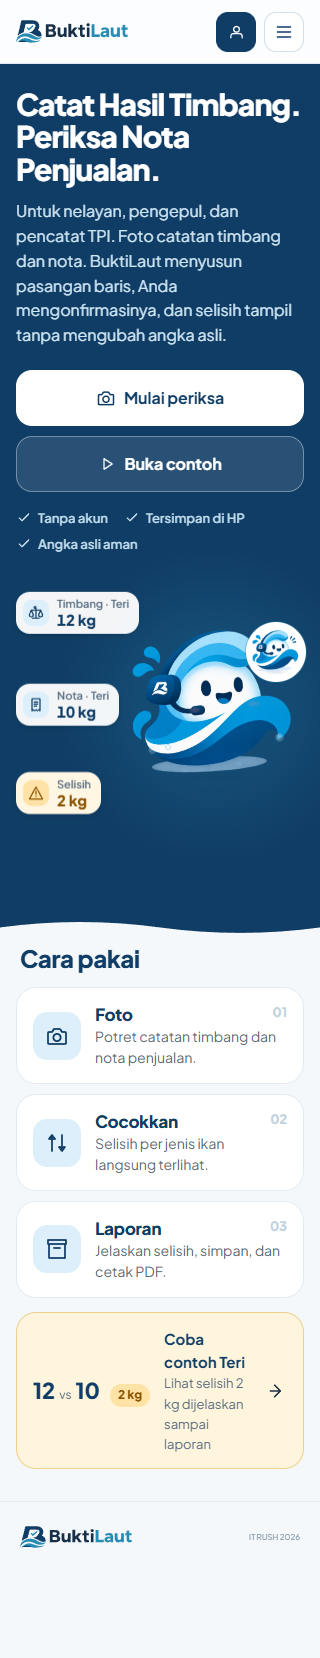 BuktiLaut
Catat Hasil Timbang.
Periksa Nota
Penjualan.
Untuk nelayan, pengepul, dan
pencatat TPI. Foto catatan timbang
dan nota. BuktiLaut menyusun
pasangan baris, Anda
mengonfirmasinya, dan selisih tampil
tanpa mengubah angka asli.
Mulai periksa
Buka contoh
Tanpa akun
Tersimpan di HP
Angka asli aman
Timbang · Teri
12 kg
Nota · Teri
10 kg
Selisih
2 kg
Cara pakai
Foto
01
Potret catatan timbang dan
nota penjualan.
Cocokkan
02
Selisih per jenis ikan
langsung terlihat.
Laporan
03
Jelaskan selisih, simpan, dan
cetak PDF.
12 vs 10 2 kg
Coba
contoh Teri
Lihat selisih 2
kg dijelaskan
sampai
laporan
BuktiLaut
ITRUSH 2026